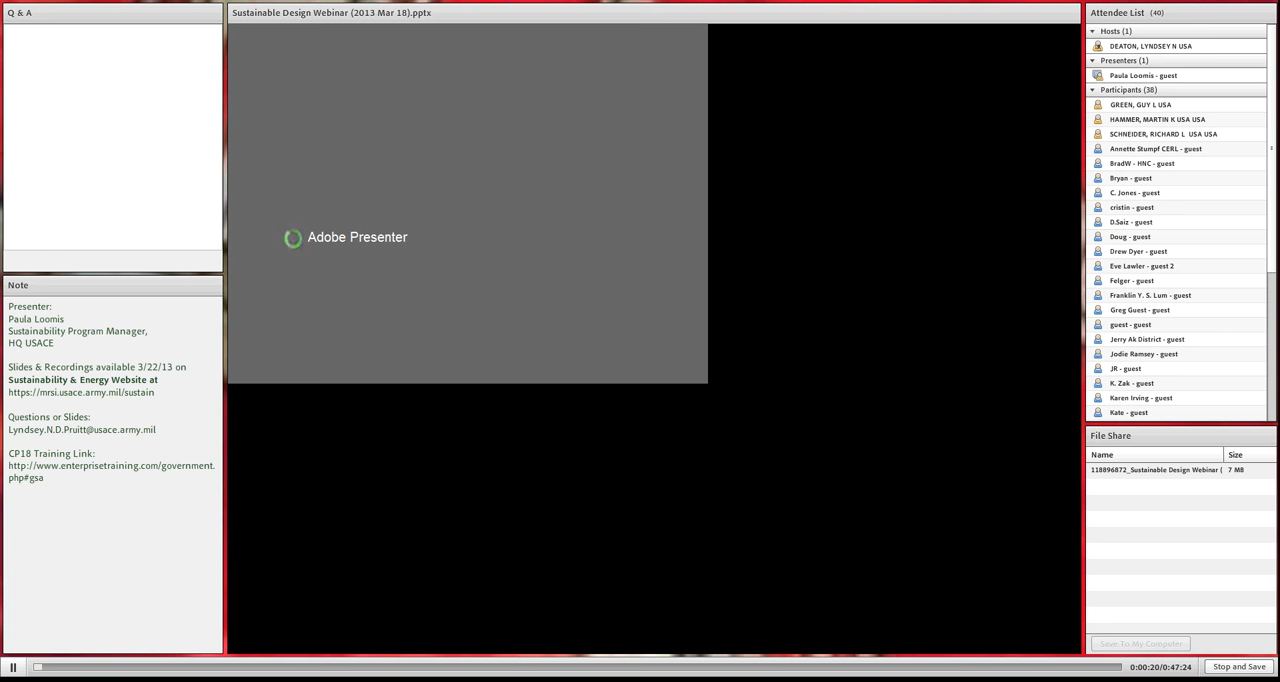 Q & A
Note
Presenter:
Paula Loomis
Sustainability Program Manager,
HQ USACE
Slides & Recordings available 3/22/13 on
Sustainability & Energy Website at
https://mrsi.usace.army.mil/sustain
Questions or Slides:
Lyndsey.N.D.Pruitt@usace.army.mil
CP18 Training Link:
http://www.enterprisetraining.com/government.
php#gsa
Sustainable Design Webinar (2013 Mar 18).pptx
Adobe Presenter
Attendee List (40)
Hosts (1)
DEATON, LYNDSEY N USA
Presenters (1)
Paula Loomis - guest
Participants (38)
GREEN, GUY L USA
HAMMER, MARTIN K USA USA
SCHNEIDER, RICHARD L USA USA
Annette Stumpf CERL - guest
BradW - HNC - guest
Bryan - guest
C. Jones - guest
cristin - guest
D.Saiz - guest
Doug - guest
Drew Dyer - guest
Eve Lawler - guest 2
Felger - guest
Franklin Y. S. Lum - guest
Greg Guest - guest
guest - guest
Jerry Ak District - guest
Jodie Ramsey - guest
JR - guest
K. Zak - guest
Karen Irving - guest
Kate - guest
File Share
Name Size
118896872_Sustainable Design Webinar ( 7 MB
Save To My Computer
0:00:20/0:47:24 Stop and Save